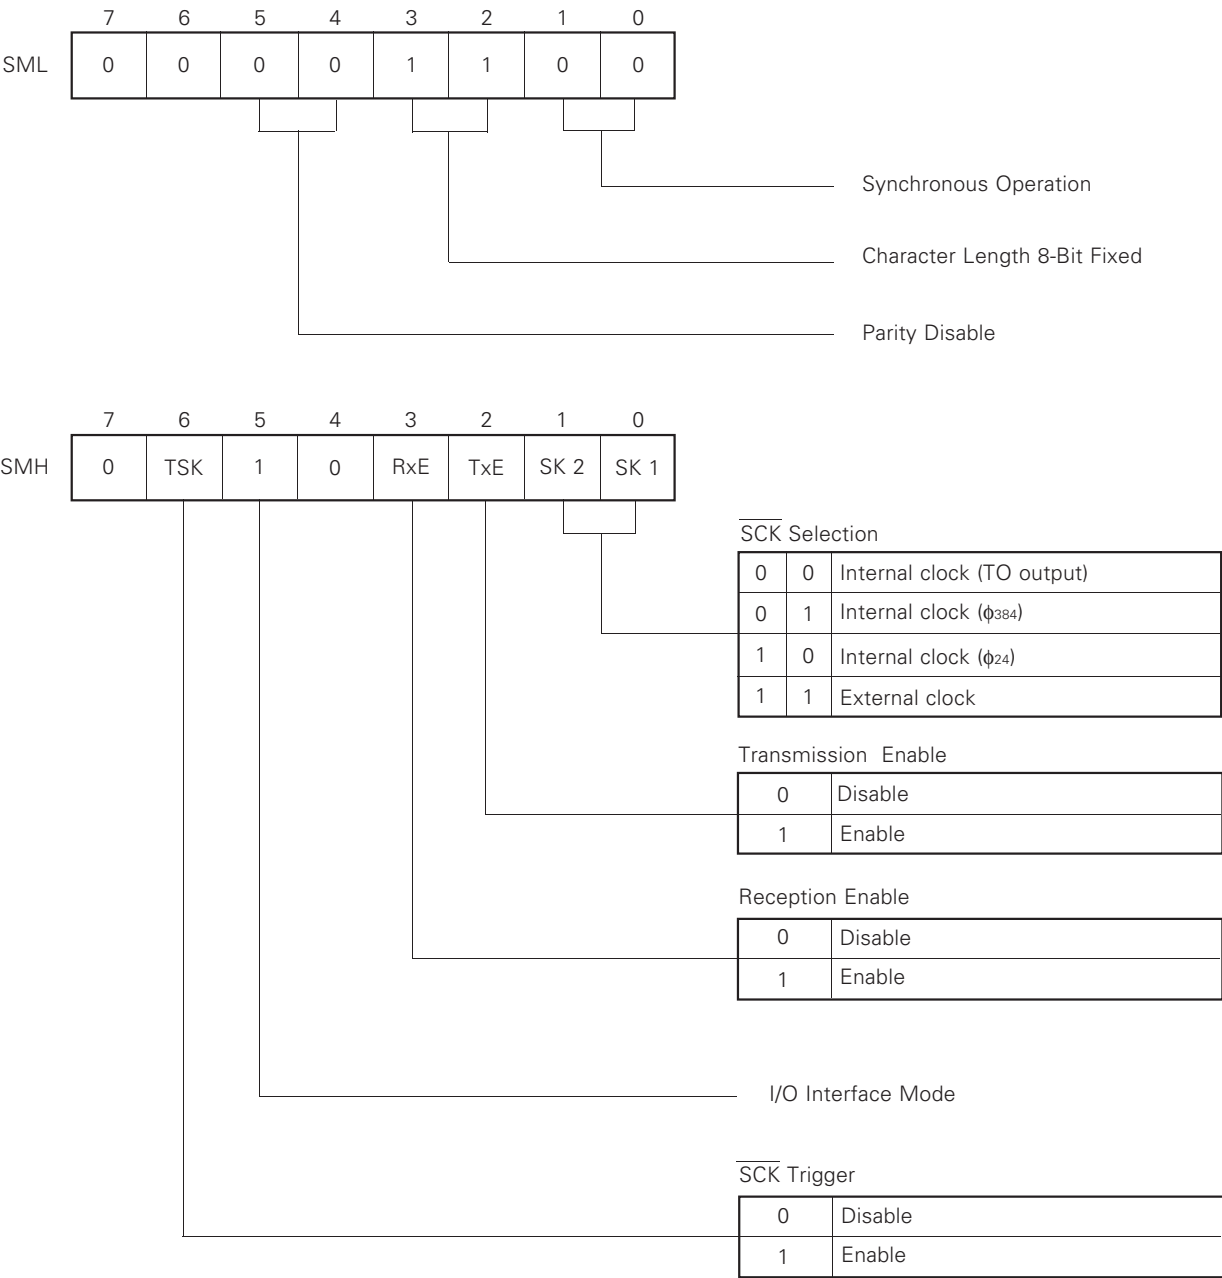 7 6 5 4 3 2 1 0
SML 0 0 0 0 1 1 0 0
Synchronous Operation
Character Length 8-Bit Fixed
Parity Disable
7 6 5 4 3 2 1 0
SMH 0 TSK 1 0 RxE TxE SK 2 SK 1
SCK Selection
0 0 Internal clock (TO output)
0 1 Internal clock (ϕ384)
1 0 Internal clock (ϕ24)
1 1 External clock
Transmission Enable
0 Disable
1 Enable
Reception Enable
0 Disable
1 Enable
I/O Interface Mode
SCK Trigger
0 Disable
1 Enable